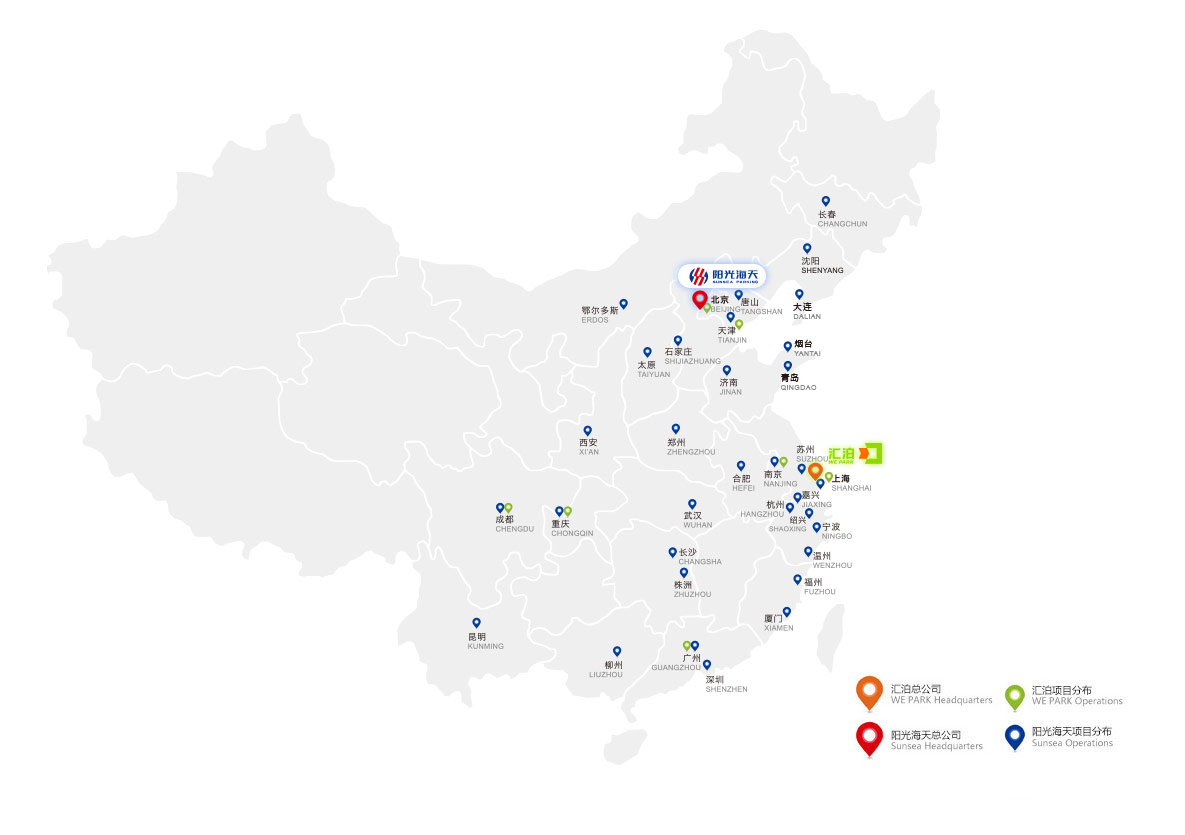 长春
CHANGCHUN
沈阳
SHENYANG
阳光海天
SUNSEA PARKING
北京
BEIJING
唐山
TANGSHAN
大连
DALIAN
鄂尔多斯
ERDOS
天津
TIANJIN
烟台
YANTAI
石家庄
SHIJIAZHUANG
太原
TAIYUAN
青岛
QINGDAO
济南
JINAN
西安
XI'AN
郑州
ZHENGZHOU
苏州
SUZHOU
汇泊
WE PARK
合肥
HEFEI
南京
NANJING
上海
SHANGHAI
嘉兴
JIAXING
杭州
HANGZHOU
成都
CHENGDU
重庆
CHONGQIN
武汉
WUHAN
绍兴
SHAOXING
宁波
NINGBO
长沙
CHANGSHA
温州
WENZHOU
株洲
ZHUZHOU
福州
FUZHOU
厦门
XIAMEN
昆明
KUNMING
柳州
LIUZHOU
广州
GUANGZHOU
深圳
SHENZHEN
汇泊总公司
WE PARK Headquarters
汇泊项目分布
WE PARK Operations
阳光海天总公司
Sunsea Headquarters
阳光海天项目分布
Sunsea Operations